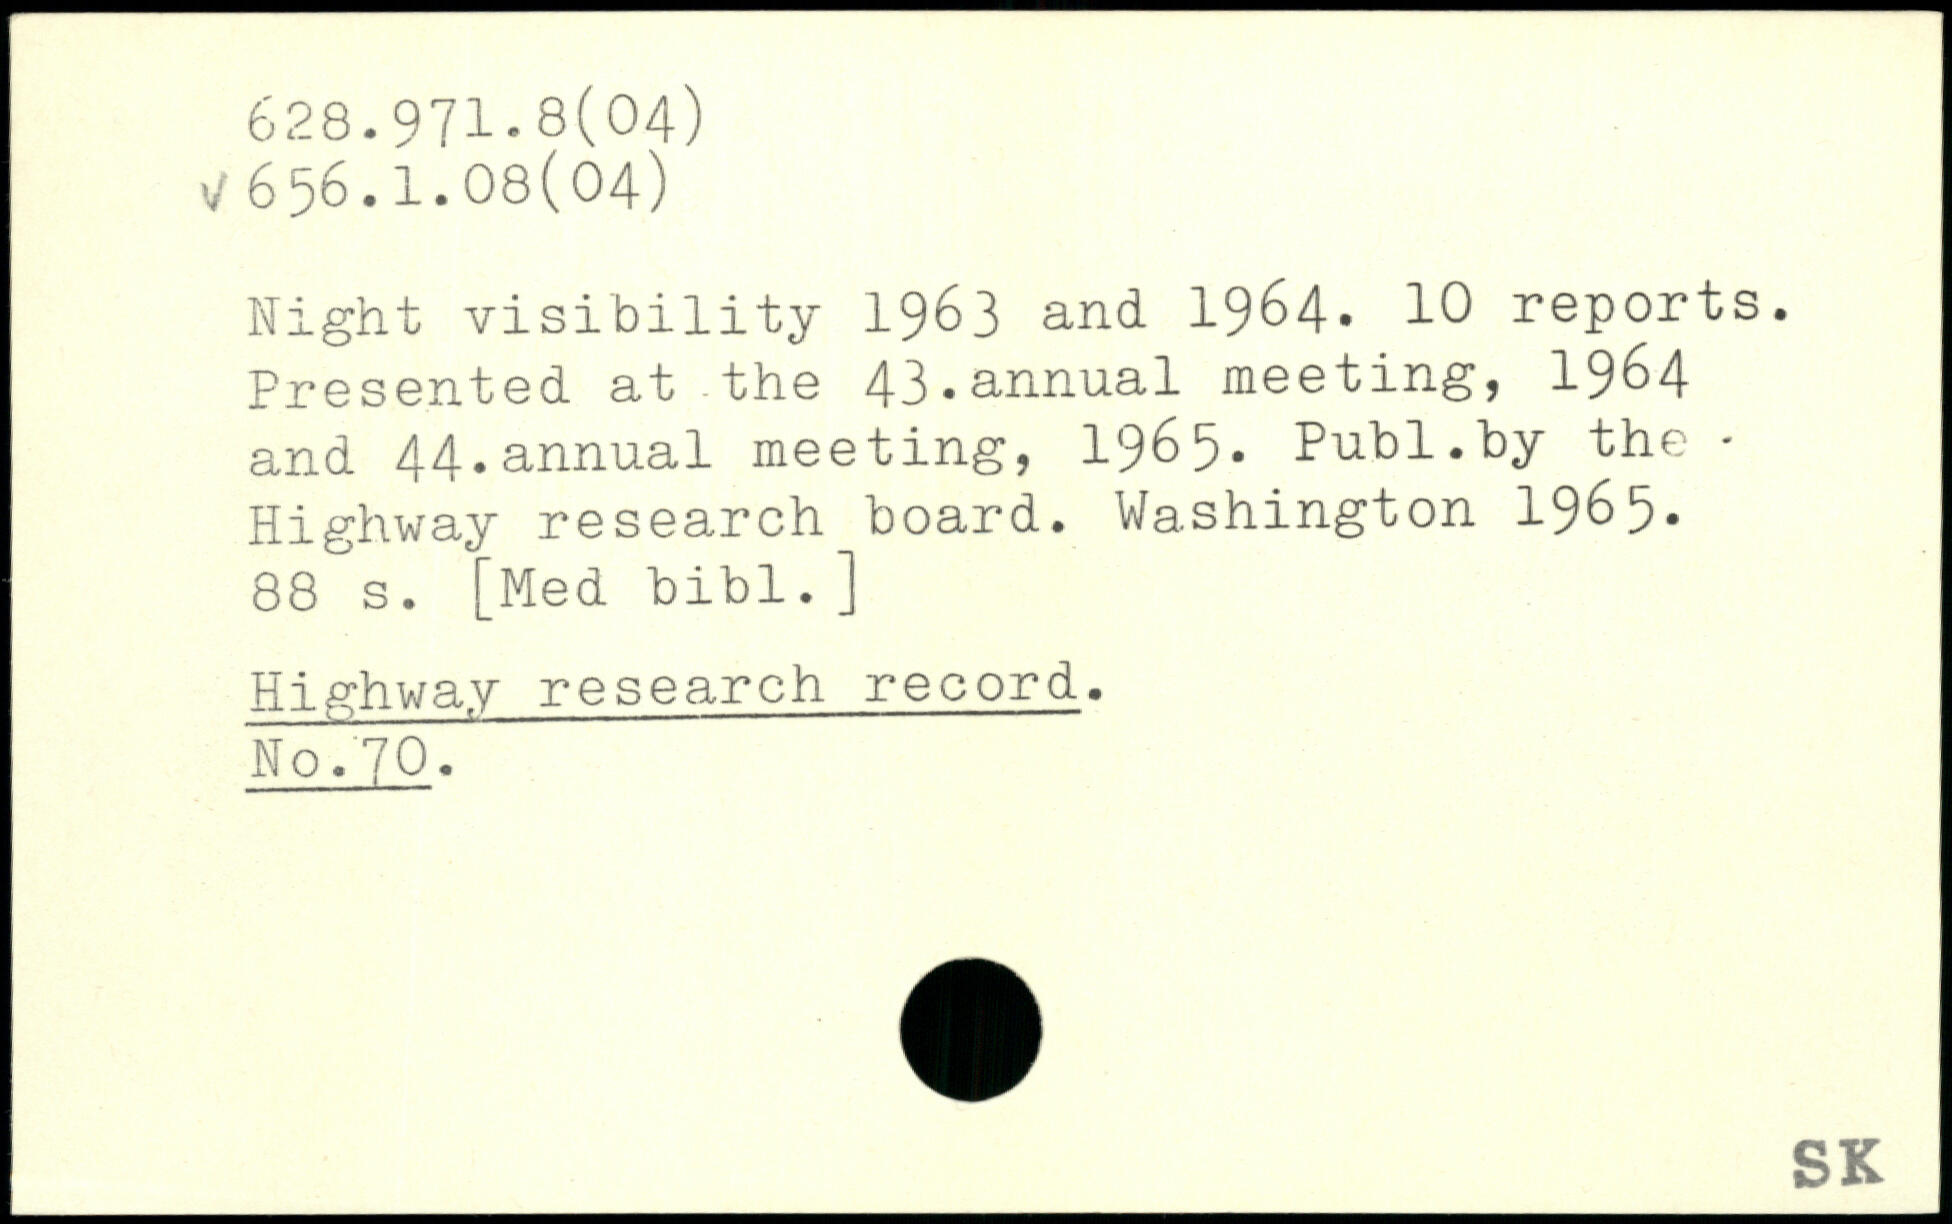 628.971.8(04)
✓ 656.1.08(04)
Night visibility 1963 and 1964. 10 reports.
Presented at the 43.annual meeting, 1964
and 44.annual meeting, 1965. Publ.by the
Highway research board. Washington 1965.
88 s. [Med bibl.]
Highway research record.
No.70.
SK